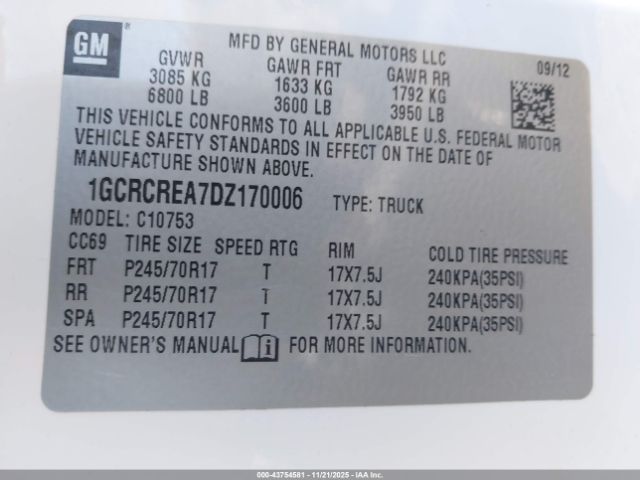 GM
MFD BY GENERAL MOTORS LLC
GVWR GAWR FRT GAWR RR 09/12
3085 KG 1633 KG 1792 KG
6800 LB 3600 LB 3950 LB
THIS VEHICLE CONFORMS TO ALL APPLICABLE U.S. FEDERAL MOTOR
VEHICLE SAFETY STANDARDS IN EFFECT ON THE DATE OF
MANUFACTURE SHOWN ABOVE.
1GCRCREA7DZ170006 TYPE: TRUCK
MODEL: C10753
CC69 TIRE SIZE SPEED RTG RIM COLD TIRE PRESSURE
FRT P245/70R17 T 17X7.5J 240KPA(35PSI)
RR P245/70R17 T 17X7.5J 240KPA(35PSI)
SPA P245/70R17 T 17X7.5J 240KPA(35PSI)
SEE OWNER'S MANUAL i FOR MORE INFORMATION.
000-43754581 - 11/21/2025 - IAA, Inc.